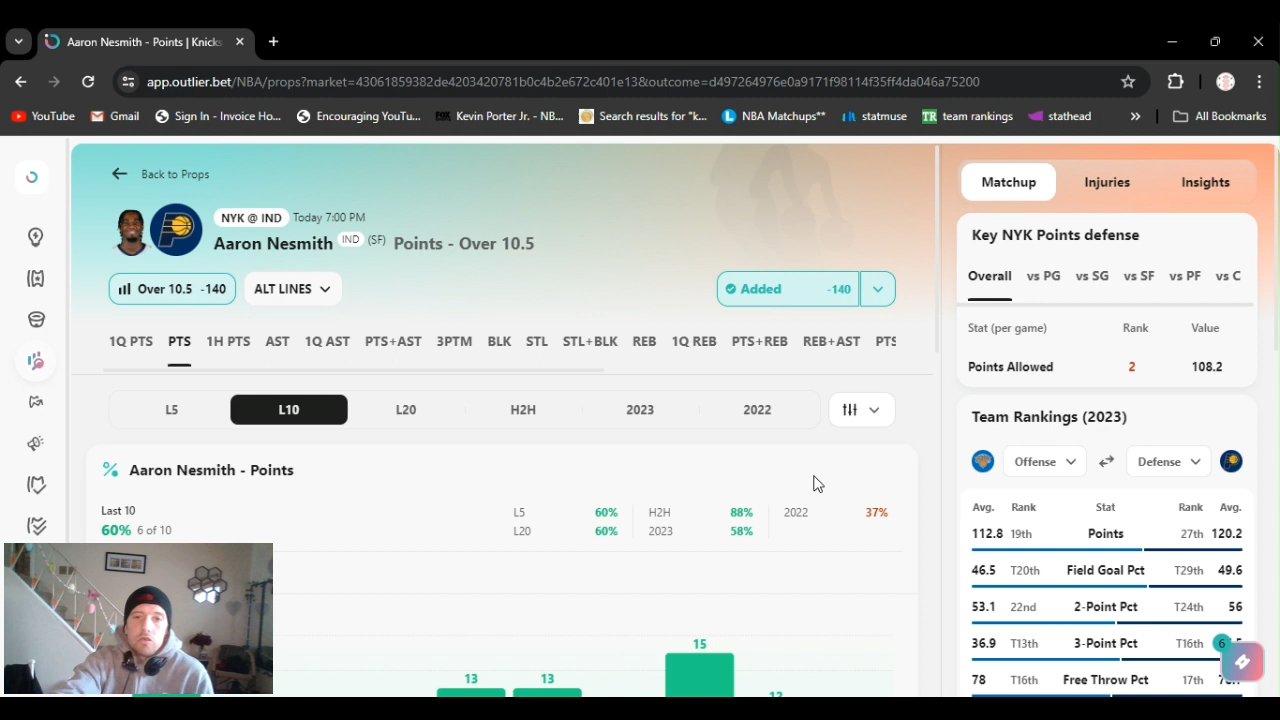 Aaron Nesmith - Points | Knicks
app.outlier.bet/NBA/props?market=43061859382de4203420781b0c4b2e672c401e13&outcome=d497264976e0a9171f98114f35ff4da046a75200
YouTube Gmail Sign In - Invoice Ho... Encouraging YouTu... Kevin Porter Jr. - NB... Search results for "k... NBA Matchups** statmuse TR team rankings stathead » All Bookmarks
Back to Props
NYK @ IND Today 7:00 PM
Aaron Nesmith IND (SF) Points - Over 10.5
Over 10.5 -140 ALT LINES Added -140
1Q PTS PTS 1H PTS AST 1Q AST PTS+AST 3PTM BLK STL STL+BLK REB 1Q REB PTS+REB REB+AST PTS
L5 L10 L20 H2H 2023 2022
Aaron Nesmith - Points
Last 10
60% 6 of 10
L5 60% H2H 88% 2022 37%
L20 60% 2023 58%
13 13 15
Matchup Injuries Insights
Key NYK Points defense
Overall vs PG vs SG vs SF vs PF vs C
Stat (per game) Rank Value
Points Allowed 2 108.2
Team Rankings (2023)
Offense Defense
Avg. Rank Stat Rank Avg.
112.8 19th Points 27th 120.2
46.5 T20th Field Goal Pct T29th 49.6
53.1 22nd 2-Point Pct T24th 56
36.9 T13th 3-Point Pct T16th
6
78 T16th Free Throw Pct 17th